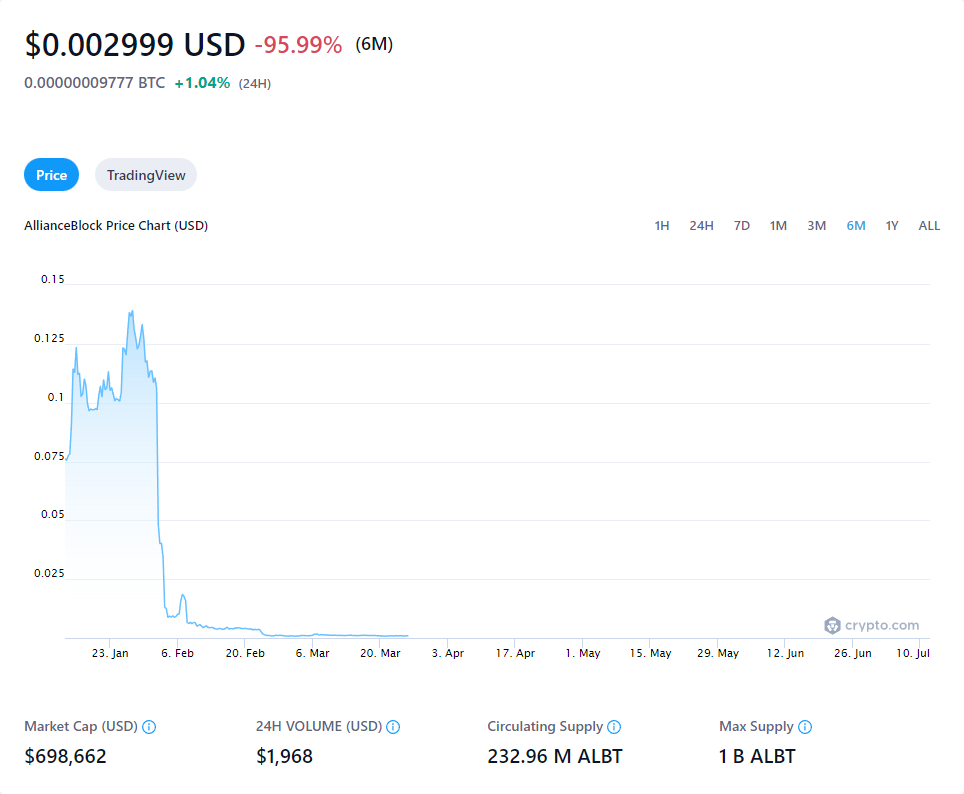 $0.002999 USD -95.99% (6M)
0.00000009777 BTC +1.04% (24H)
Price TradingView
AllianceBlock Price Chart (USD) 1H 24H 7D 1M 3M 6M 1Y ALL
0.15
0.125
0.1
0.075
0.05
0.025
crypto.com
23. Jan 6. Feb 20. Feb 6. Mar 20. Mar 3. Apr 17. Apr 1. May 15. May 29. May 12. Jun 26. Jun 10. Jul
Market Cap (USD) 24H VOLUME (USD) Circulating Supply Max Supply
$698,662 $1,968 232.96 M ALBT 1 B ALBT